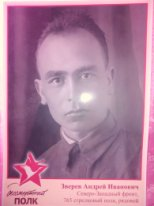 Зверев Андрей Иванович
Северо-Западный фронт,
765 стрелковый полк, рядовой
Бессмертный
ПОЛК